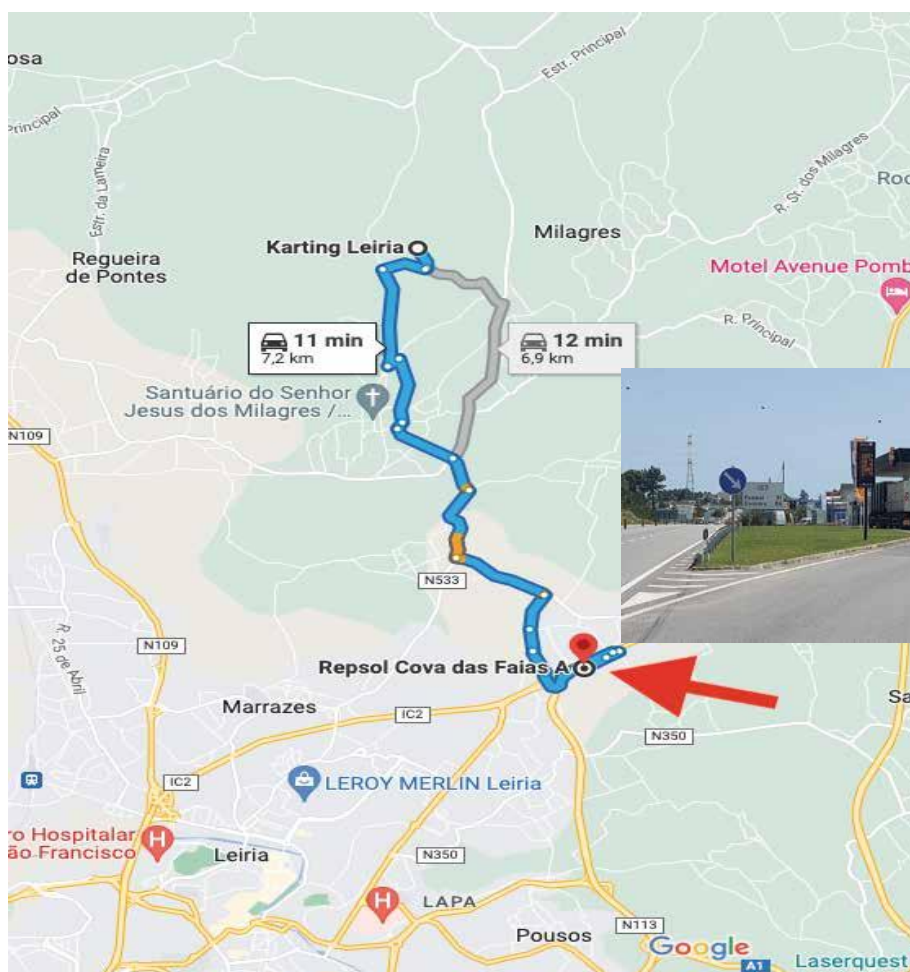 osa
Principal
Estr. da Lameira
Estr. Principal
R. St. dos Milagres
Roc
Karting Leiria
Milagres
Regueira
de Pontes
Motel Avenue Pomb
R. Principal
11 min
7,2 km
12 min
6,9 km
Santuário do Senhor
Jesus dos Milagres /...
N109
N533
R. 25 de Abril
N109
Repsol Cova das Faias A
Marrazes
IC2
Sa
N350
IC2
LEROY MERLIN Leiria
ro Hospitalar
ão Francisco
H
Leiria
N350
H
LAPA
N113
Pousos
Google
A1
Laserquest